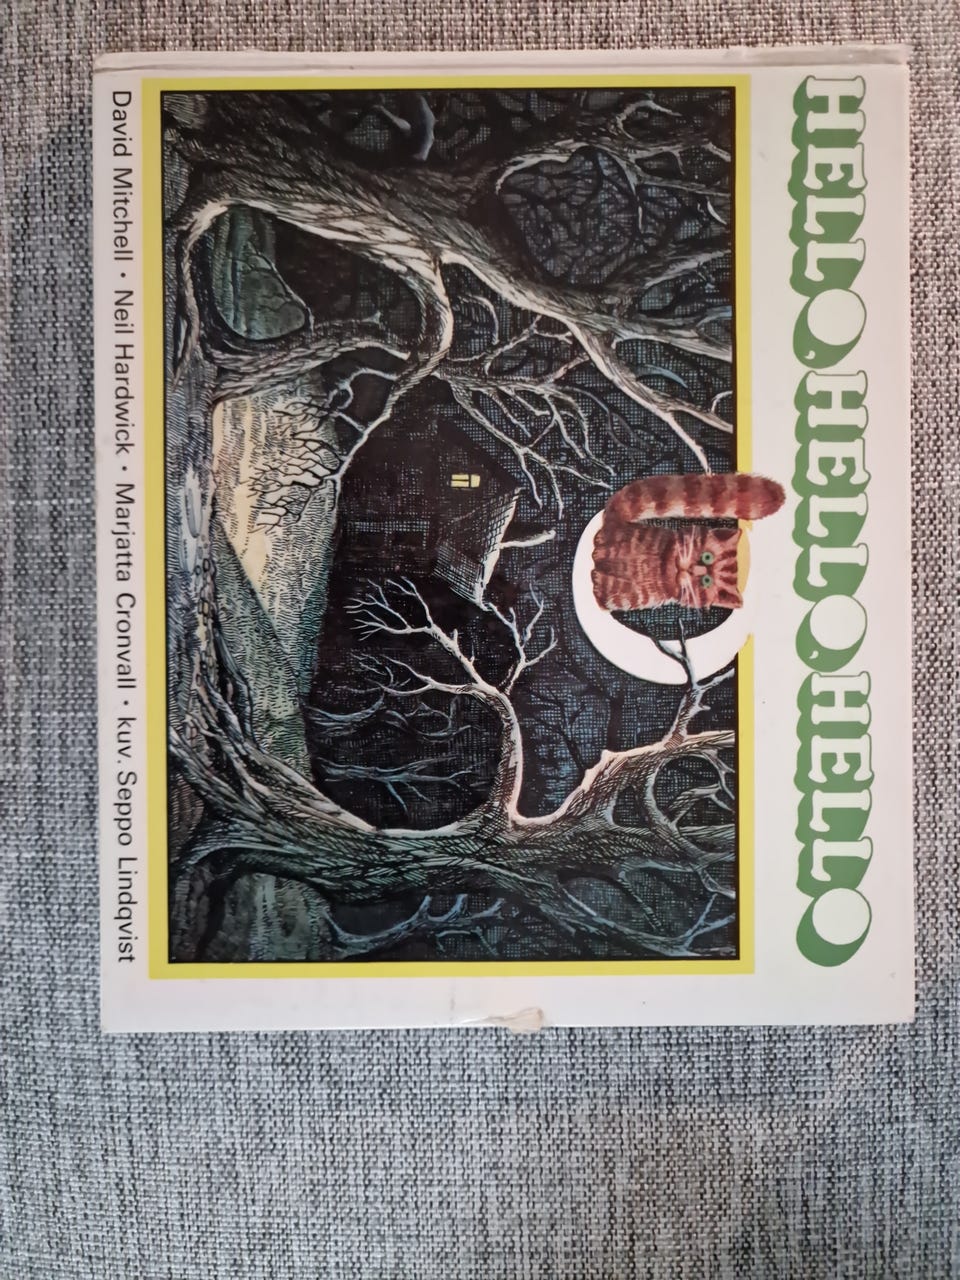 HELLO HELLO HELLO
David Mitchell • Neil Hardwick • Marjatta Cronvall • kuv. Seppo Lindqvist